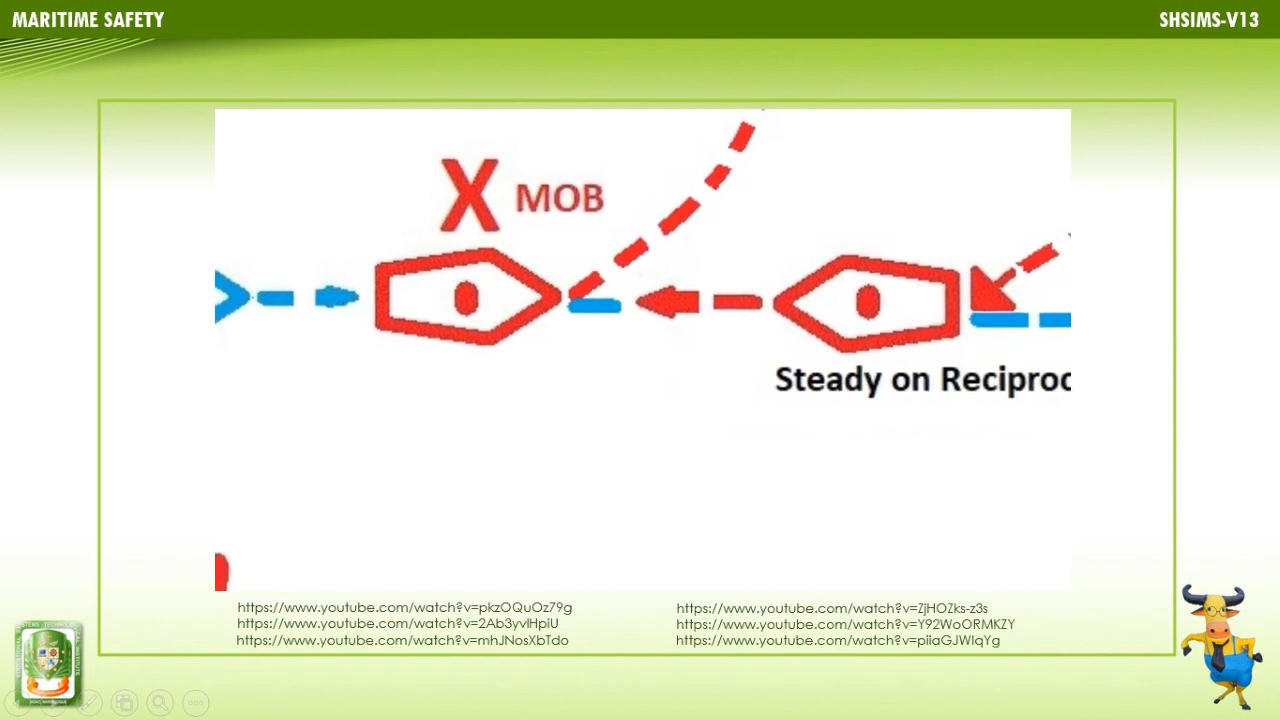 MARITIME SAFETY
SHSIMS-V13
X MOB
Steady on Reciproc
https://www.youtube.com/watch?v=pkzOQuOz79g
https://www.youtube.com/watch?v=2Ab3yvlHpiU
https://www.youtube.com/watch?v=mhJNosXbTdo
https://www.youtube.com/watch?v=ZjHOZks-z3s
https://www.youtube.com/watch?v=Y92WoORMKZY
https://www.youtube.com/watch?v=piiaGJWIqYg